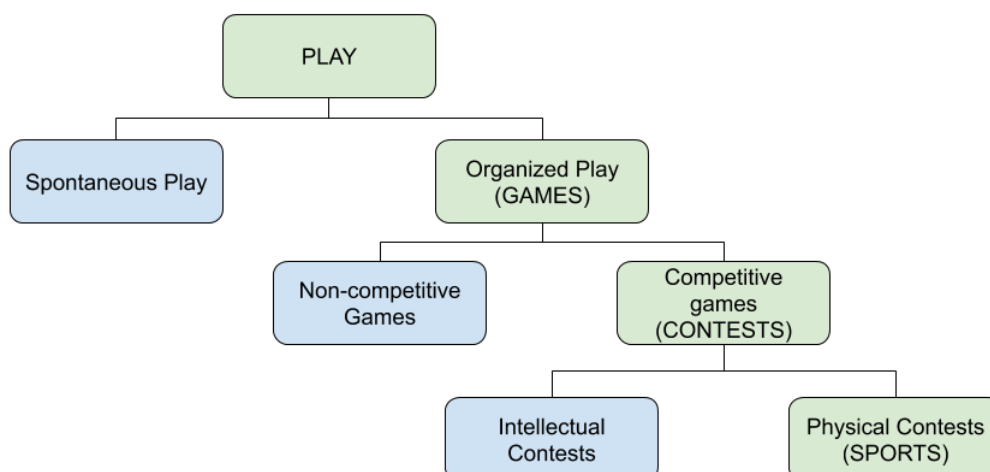 PLAY
Spontaneous Play
Organized Play
(GAMES)
Non-competitive
Games
Competitive
games
(CONTESTS)
Intellectual
Contests
Physical Contests
(SPORTS)